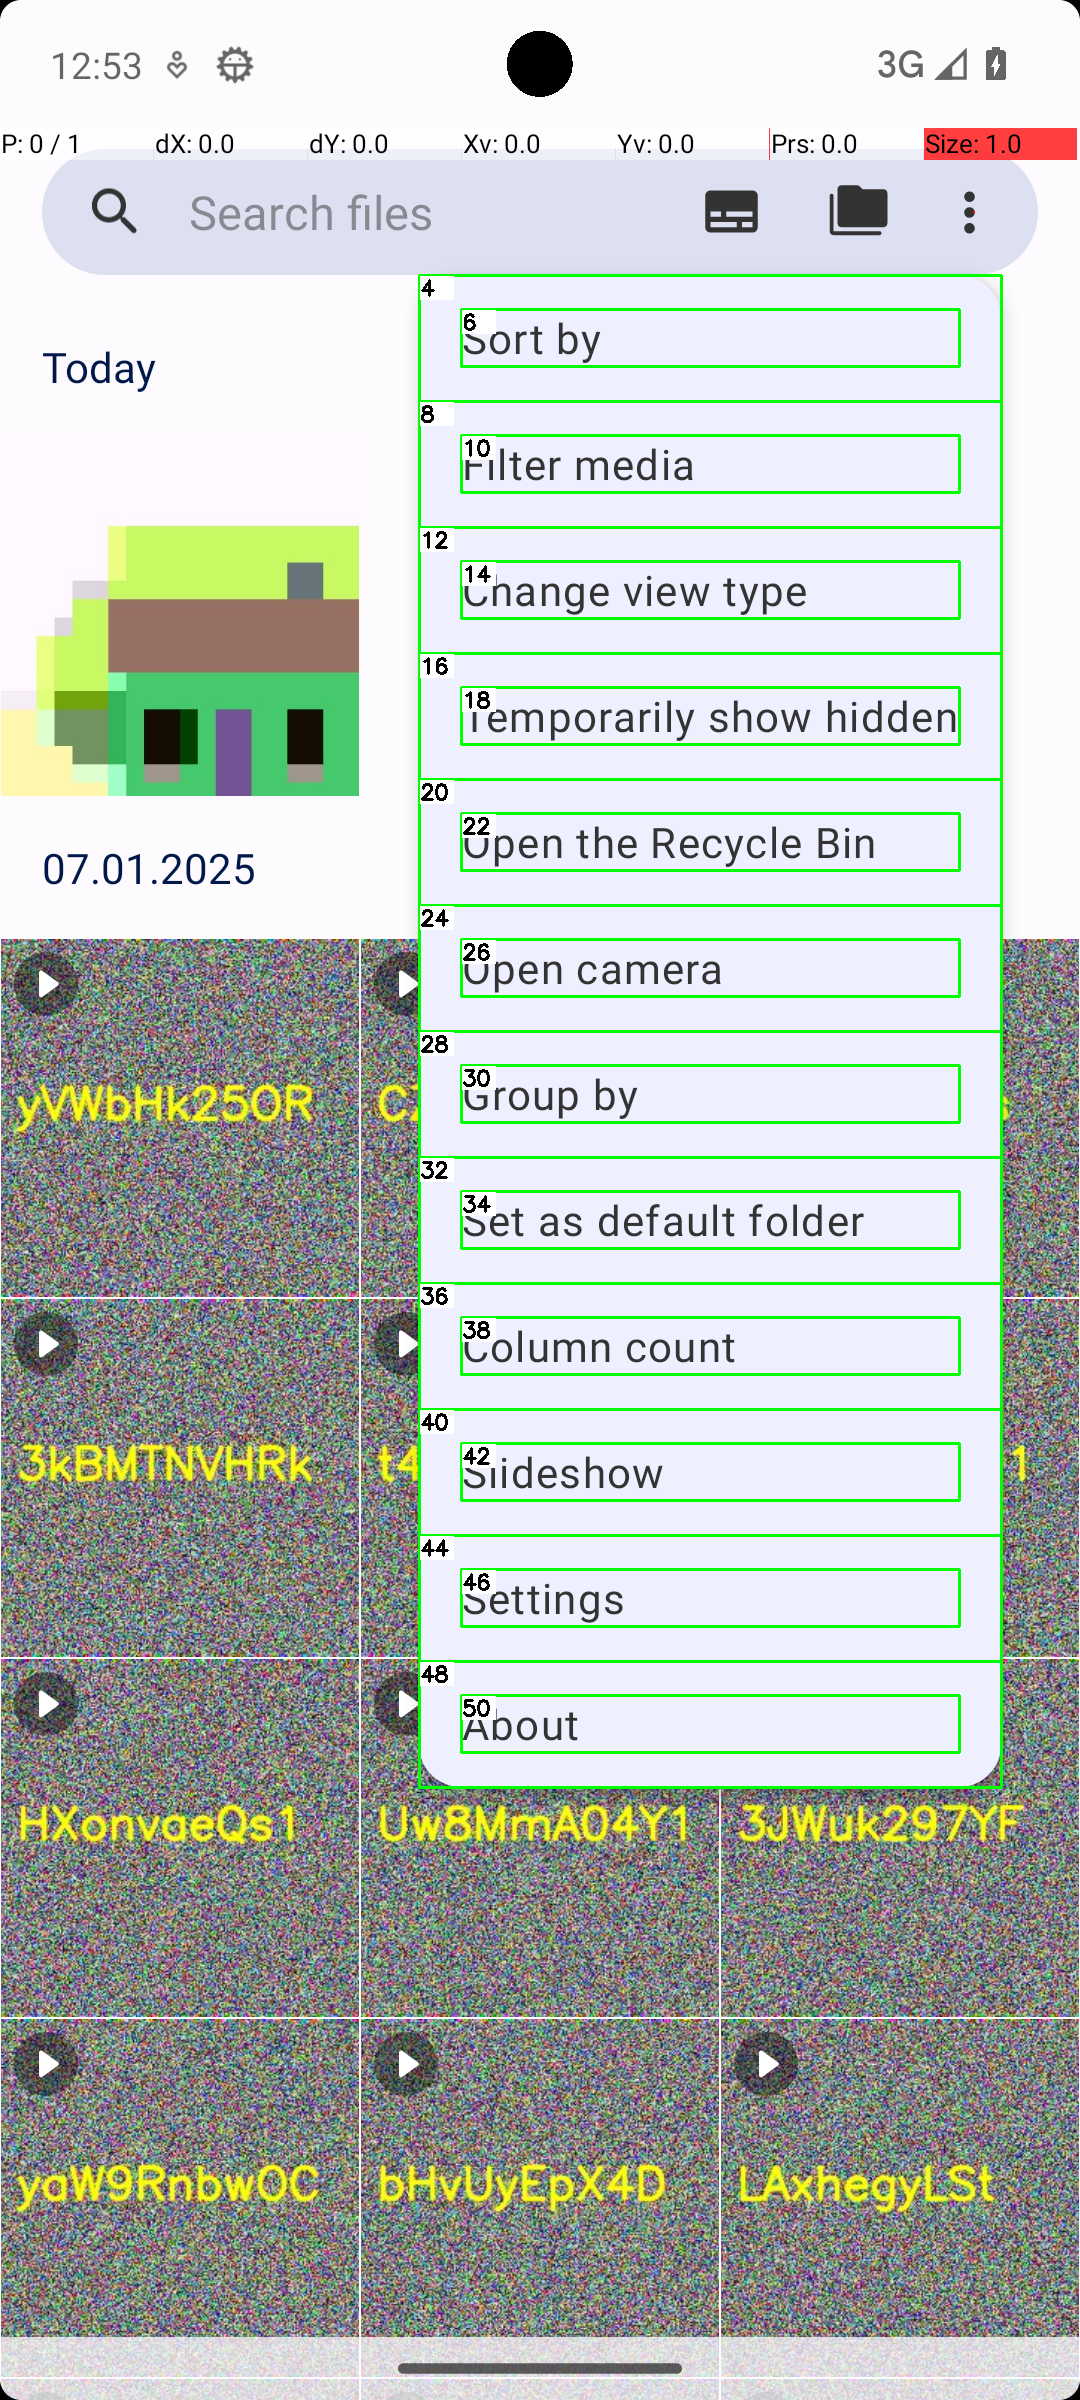 12:53
3G
P: 0 / 1
dX: 0.0
dY: 0.0
Xv: 0.0
Yv: 0.0
Prs: 0.0
Size: 1.0
Search files
Today
4
6
Sort by
8
10
Filter media
12
14
Change view type
16
18
Temporarily show hidden
20
22
Open the Recycle Bin
07.01.2025
24
26
Open camera
28
30
Group by
yVWbHk25OR
32
34
Set as default folder
36
38
Column count
40
42
Slideshow
3kBMTNVHRk
44
46
Settings
48
50
About
HXonvaeQs1
Uw8MmA04Y1
3JWuk297YF
yaW9RnbwOC
bHvUyEpX4D
LAxhegyLSt